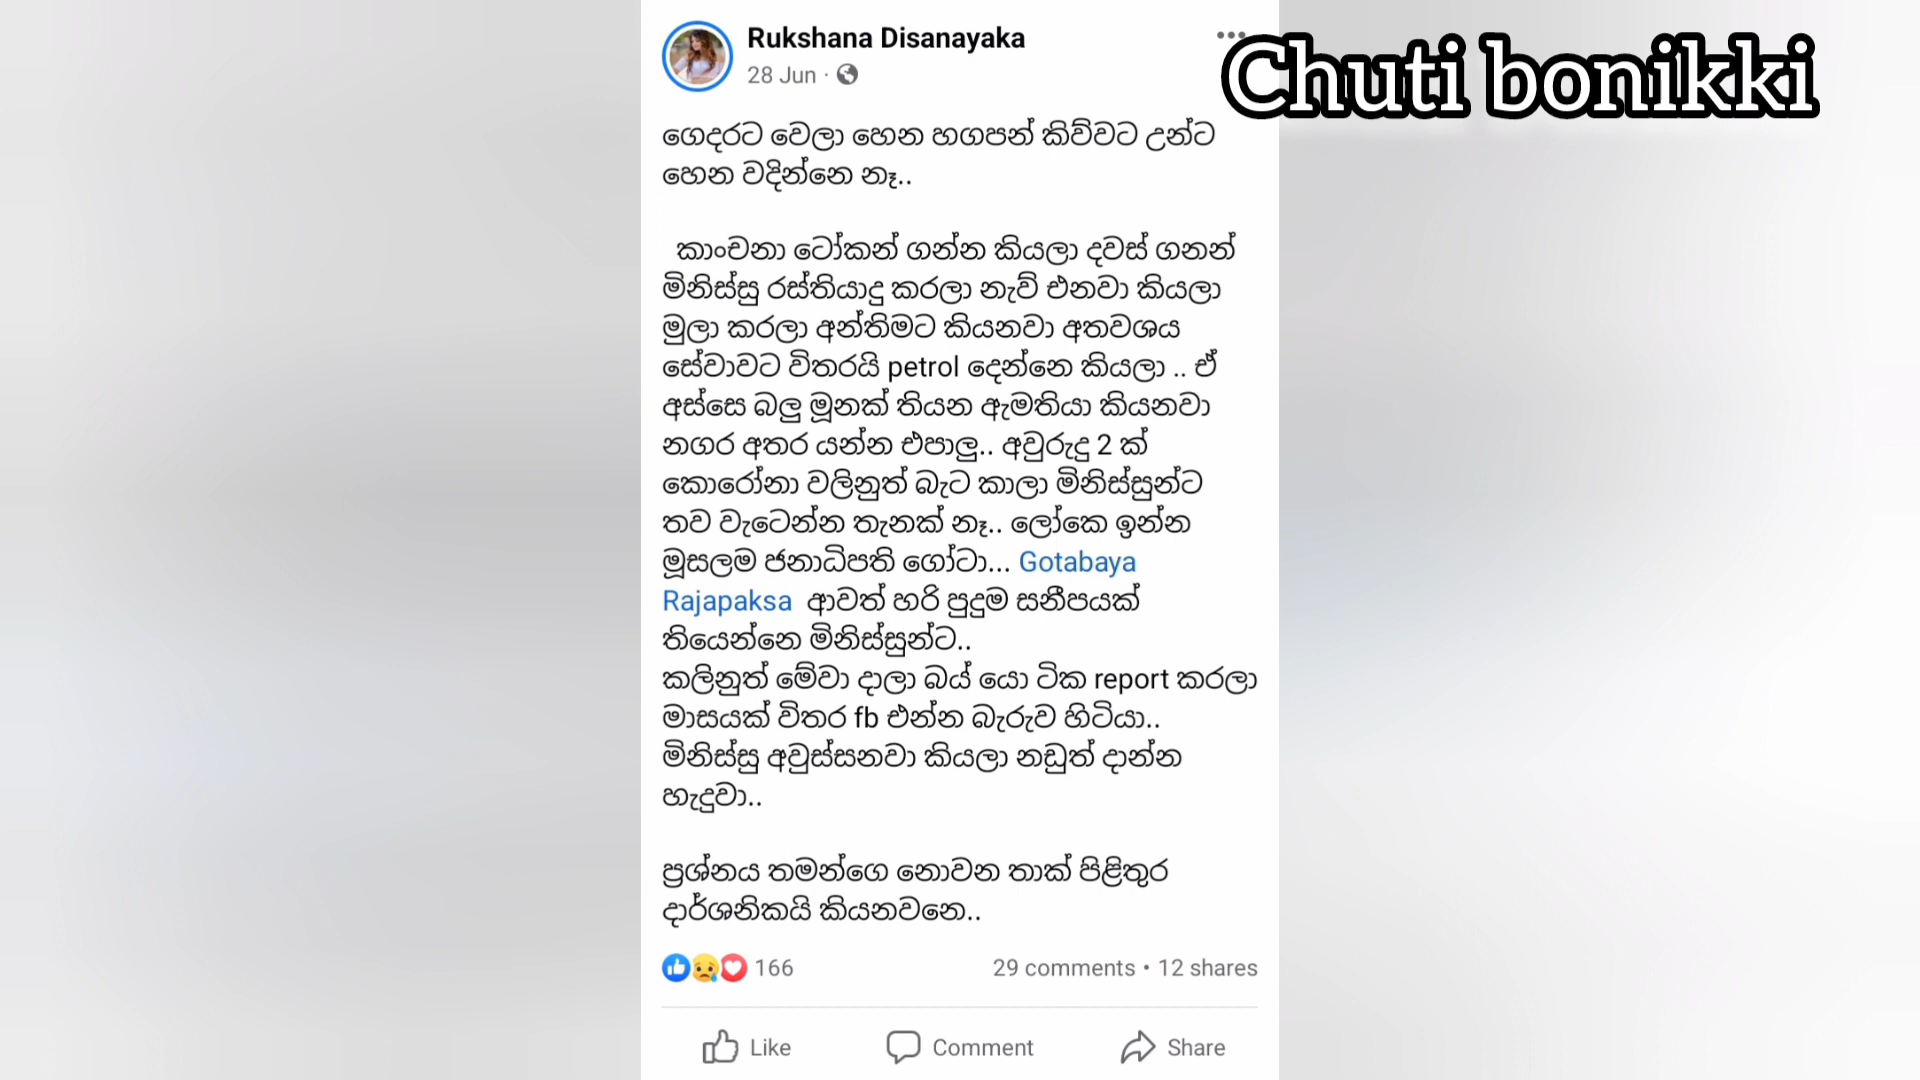 Rukshana Disanayaka
28 Jun ·
Chuti bonikki
ගෙදරට වෙලා හෙන හගපන් කිව්වට උන්ට
හෙන වදින්නෙ නෑ..
කාංචනා ටෝකන් ගන්න කියලා දවස් ගනන්
මිනිස්සු රස්තියාදු කරලා නැව් එනවා කියලා
මුලා කරලා අන්තිමට කියනවා අතවශය
සේවාවට විතරයි petrol දෙන්නෙ කියලා .. ඒ
අස්සෙ බලු මූනක් තියන ඇමතියා කියනවා
නගර අතර යන්න එපාලු.. අවුරුදු 2 ක්
කොරෝනා වලිනුත් බැට කාලා මිනිස්සුන්ට
තව වැටෙන්න තැනක් නෑ.. ලෝකෙ ඉන්න
මූසලම ජනාධිපති ගෝටා... Gotabaya
Rajapaksa ආවත් හරි පුදුම සනීපයක්
තියෙන්නෙ මිනිස්සුන්ට..
කලිනුත් මේවා දාලා බය් යො ටික report කරලා
මාසයක් විතර fb එන්න බැරුව හිටියා..
මිනිස්සු අවුස්සනවා කියලා නඩුත් දාන්න
හැදුවා..
ප්‍රශ්නය තමන්ගෙ නොවන තාක් පිළිතුර
දාර්ශනිකයි කියනවනෙ..
166
29 comments • 12 shares
Like
Comment
Share